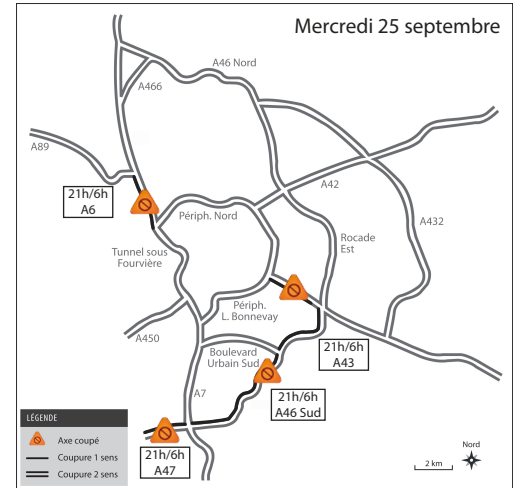 Mercredi 25 septembre
A46 Nord
A466
A89
21h/6h
A6
A42
Périph. Nord
A432
Rocade
Est
Tunnel sous
Fourvière
Périph.
L. Bonnevay
A450
Boulevard
Urbain Sud
21h/6h
A43
A7
21h/6h
A46 Sud
LÉGENDE
Axe coupé
Coupure 1 sens
Coupure 2 sens
21h/6h
A47
2 km
Nord